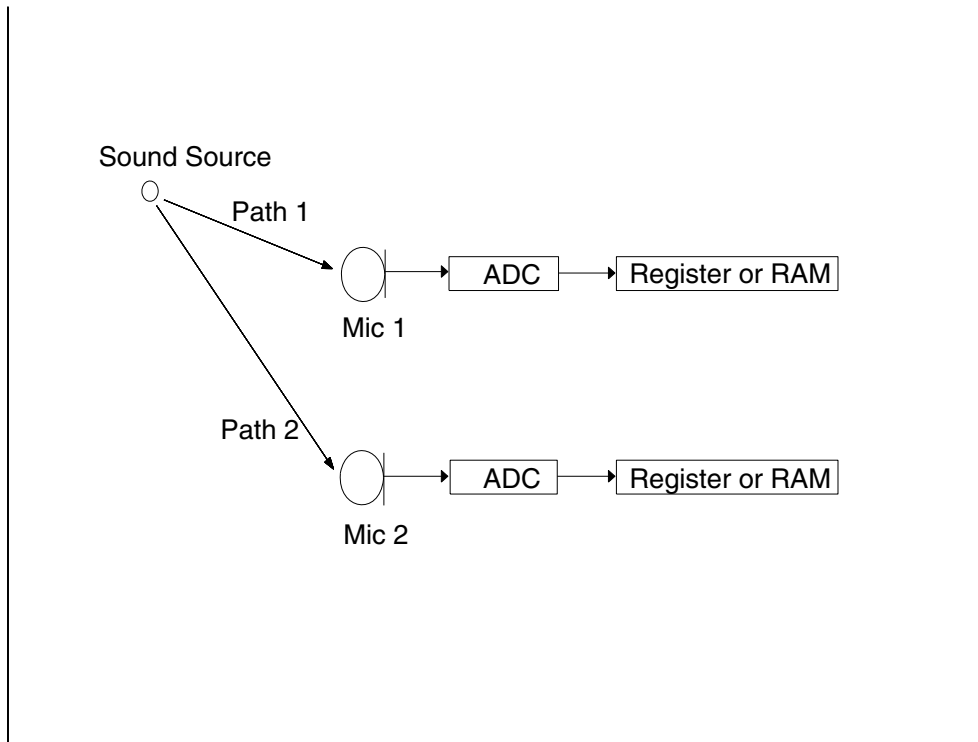 Sound Source
Path 1
ADC
Register or RAM
Mic 1
Path 2
ADC
Register or RAM
Mic 2